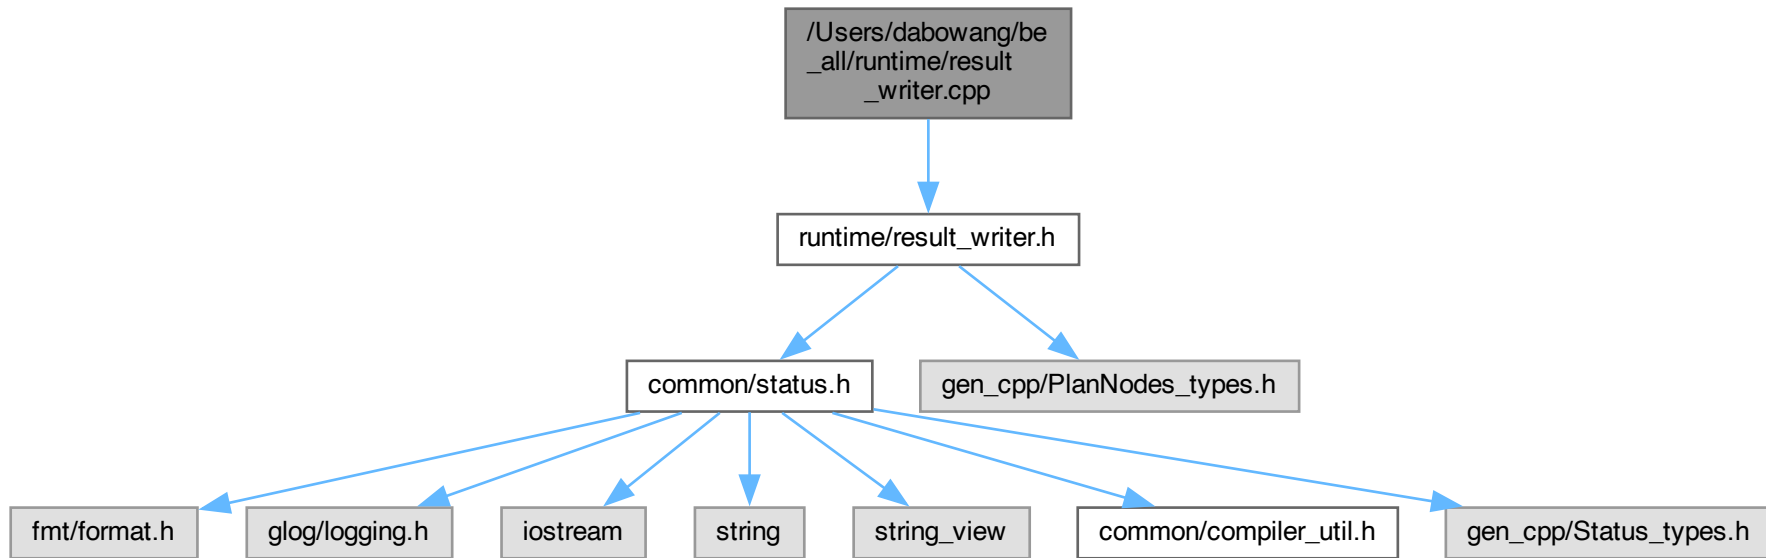 /Users/dabowang/be
_all/runtime/result
_writer.cpp
runtime/result_writer.h
common/status.h
gen_cpp/PlanNodes_types.h
fmt/format.h
glog/logging.h
iostream
string
string_view
common/compiler_util.h
gen_cpp/Status_types.h